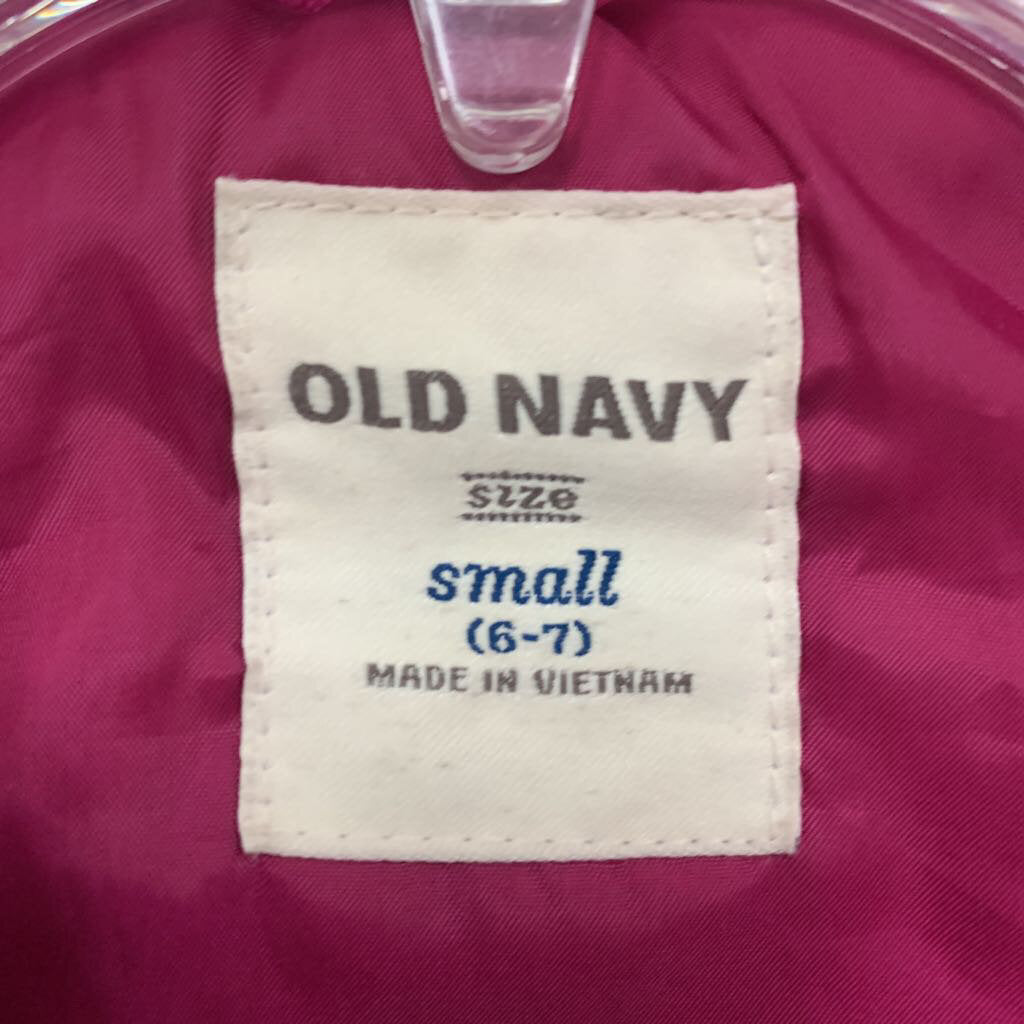 OLD NAVY
size
small
(6-7)
MADE IN VIETNAM